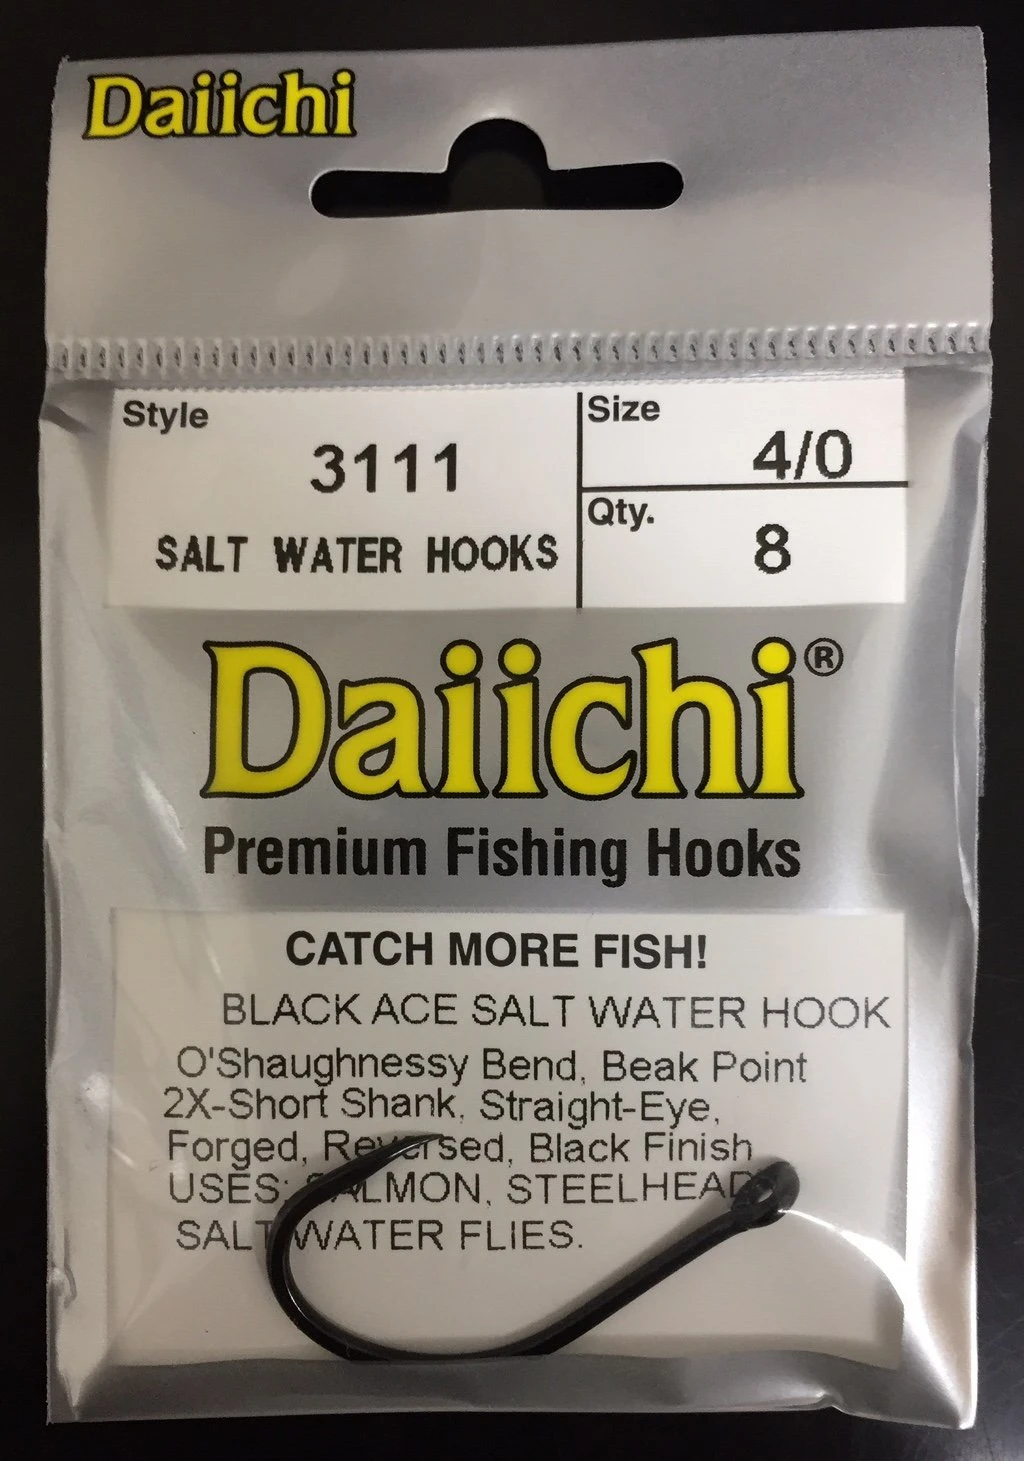 Daiichi
Style
3111
SALT WATER HOOKS
Size
4/0
Qty.
8
Daiichi®
Premium Fishing Hooks
CATCH MORE FISH!
BLACK ACE SALT WATER HOOK
O'Shaughnessy Bend, Beak Point
2X-Short Shank, Straight-Eye,
Forged, Reversed, Black Finish
USES: SALMON, STEELHEAD,
SALT WATER FLIES.